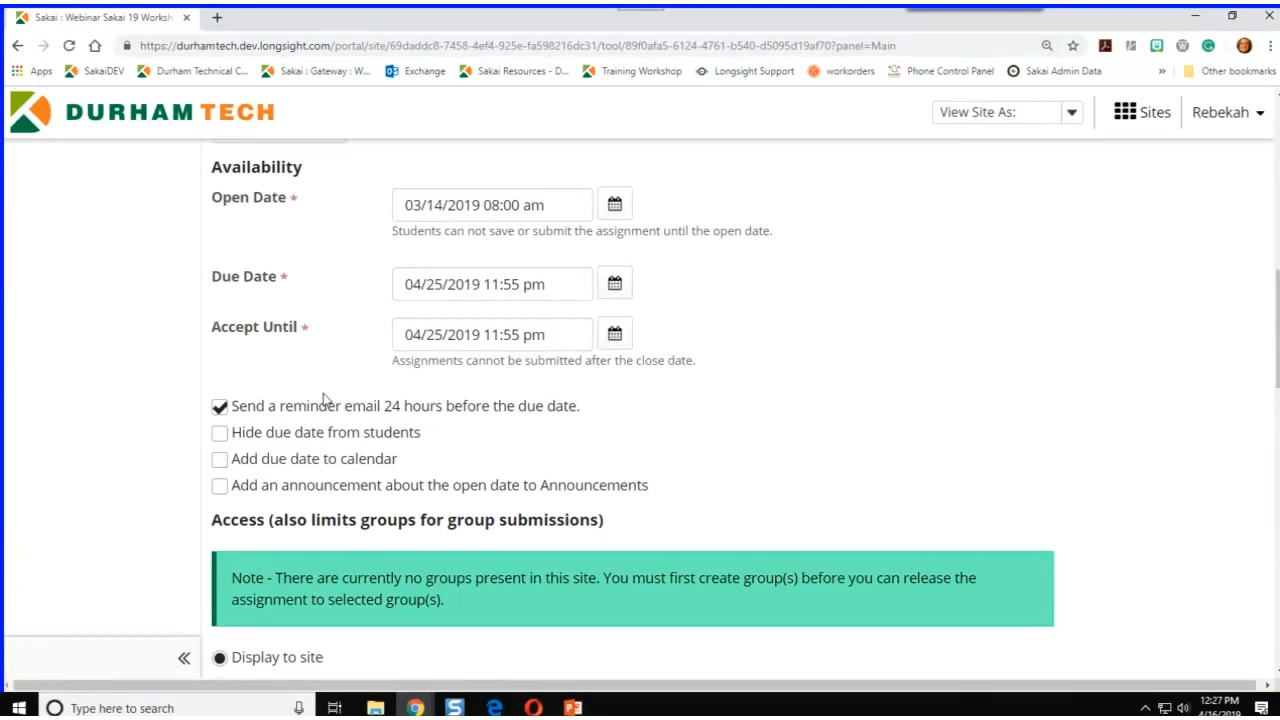 Sakai : Webinar Sakai 19 Worksh
https://durhamtech.dev.longsight.com/portal/site/69daddc8-7458-4ef4-925e-fa598216dc31/tool/89f0afa5-6124-4761-b540-d5095d19af70?panel=Main
Apps SakaiDEV Durham Technical C... Sakai : Gateway : W... Exchange Sakai Resources - D... Training Workshop Longsight Support workorders Phone Control Panel Sakai Admin Data » Other bookmarks
DURHAM TECH View Site As: Sites Rebekah
Availability
Open Date * 03/14/2019 08:00 am
Students can not save or submit the assignment until the open date.
Due Date * 04/25/2019 11:55 pm
Accept Until * 04/25/2019 11:55 pm
Assignments cannot be submitted after the close date.
Send a reminder email 24 hours before the due date.
Hide due date from students
Add due date to calendar
Add an announcement about the open date to Announcements
Access (also limits groups for group submissions)
Note - There are currently no groups present in this site. You must first create group(s) before you can release the
assignment to selected group(s).
Display to site
Type here to search
12:27 PM
4/16/2019